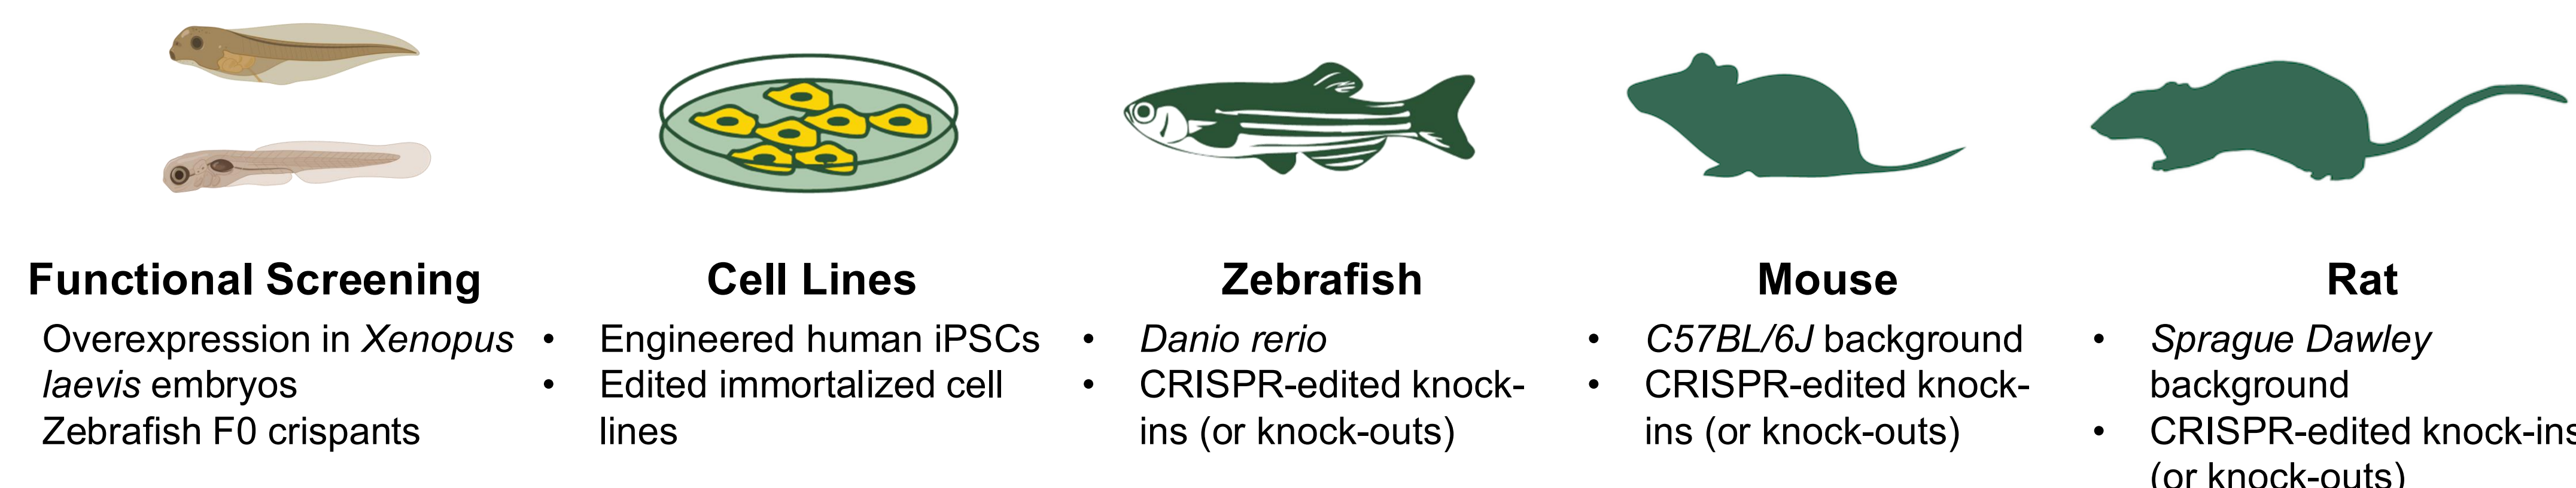 Functional Screening
Overexpression in Xenopus
laevis embryos
Zebrafish F0 crispants
Cell Lines
• Engineered human iPSCs
• Edited immortalized cell
lines
Zebrafish
• Danio rerio
• CRISPR-edited knock-
ins (or knock-outs)
Mouse
• C57BL/6J background
• CRISPR-edited knock-
ins (or knock-outs)
Rat
• Sprague Dawley
background
• CRISPR-edited knock-ins
(or knock-outs)